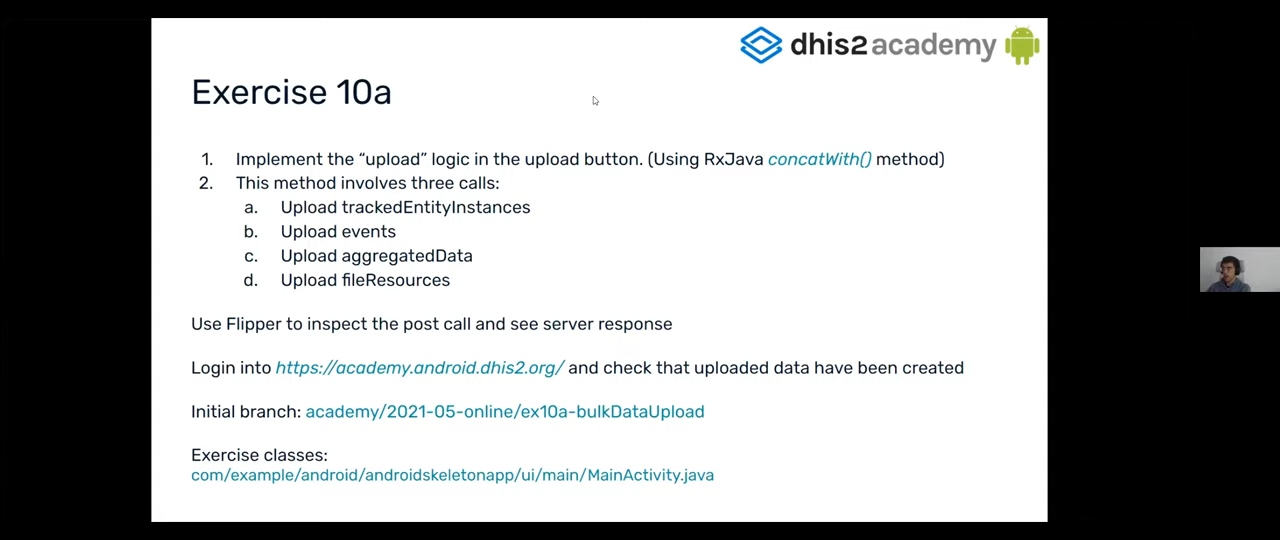 dhis2 academy
Exercise 10a
1. Implement the “upload” logic in the upload button. (Using RxJava concatWith() method)
2. This method involves three calls:
a. Upload trackedEntityInstances
b. Upload events
c. Upload aggregatedData
d. Upload fileResources
Use Flipper to inspect the post call and see server response
Login into https://academy.android.dhis2.org/ and check that uploaded data have been created
Initial branch: academy/2021-05-online/ex10a-bulkDataUpload
Exercise classes:
com/example/android/androidskeletonapp/ui/main/MainActivity.java